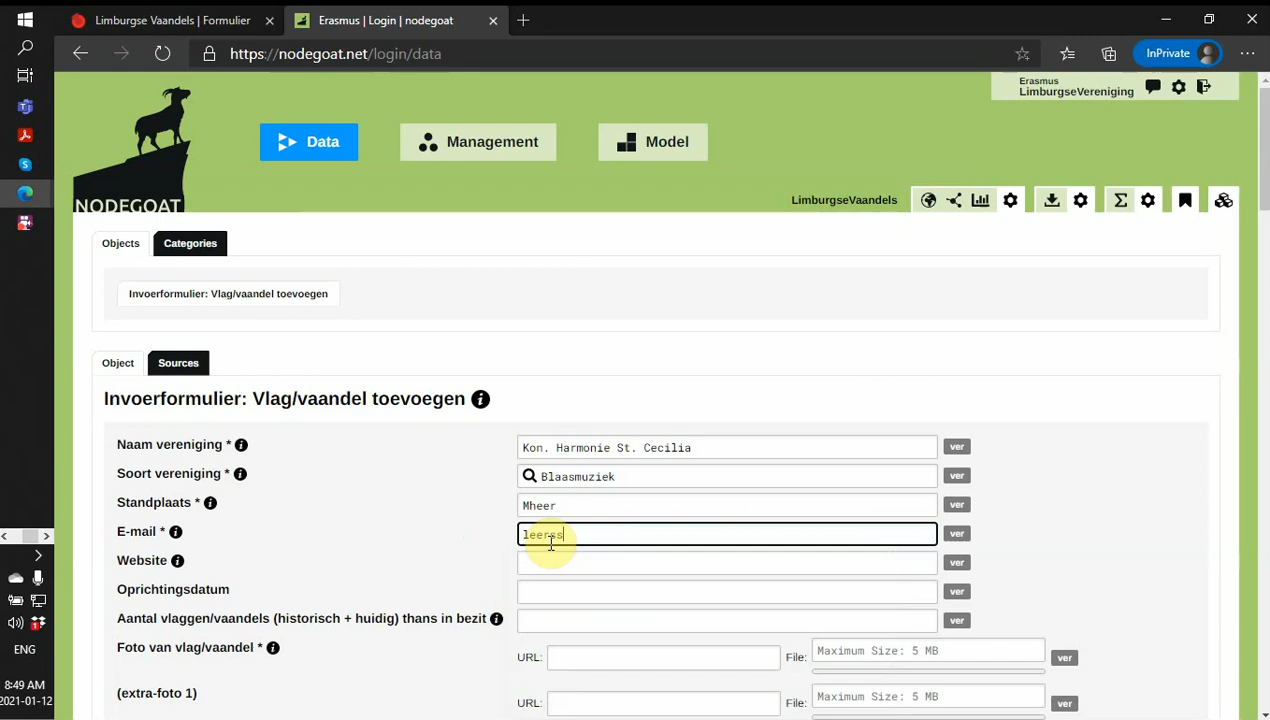 Limburgse Vaandels | Formulier
Erasmus | Login | nodegoat
https://nodegoat.net/login/data
InPrivate
Erasmus
LimburgseVereniging
Data
Management
Model
NODEGOAT
LimburgseVaandels
Objects
Categories
Invoerformulier: Vlag/vaandel toevoegen
Object
Sources
Invoerformulier: Vlag/vaandel toevoegen
Naam vereniging * Kon. Harmonie St. Cecilia ver
Soort vereniging * Blaasmuziek ver
Standplaats * Mheer ver
E-mail * leerss ver
Website ver
Oprichtingsdatum ver
Aantal vlaggen/vaandels (historisch + huidig) thans in bezit ver
Foto van vlag/vaandel * URL: File: Maximum Size: 5 MB ver
(extra-foto 1) URL: File: Maximum Size: 5 MB ver
ENG
8:49 AM
2021-01-12